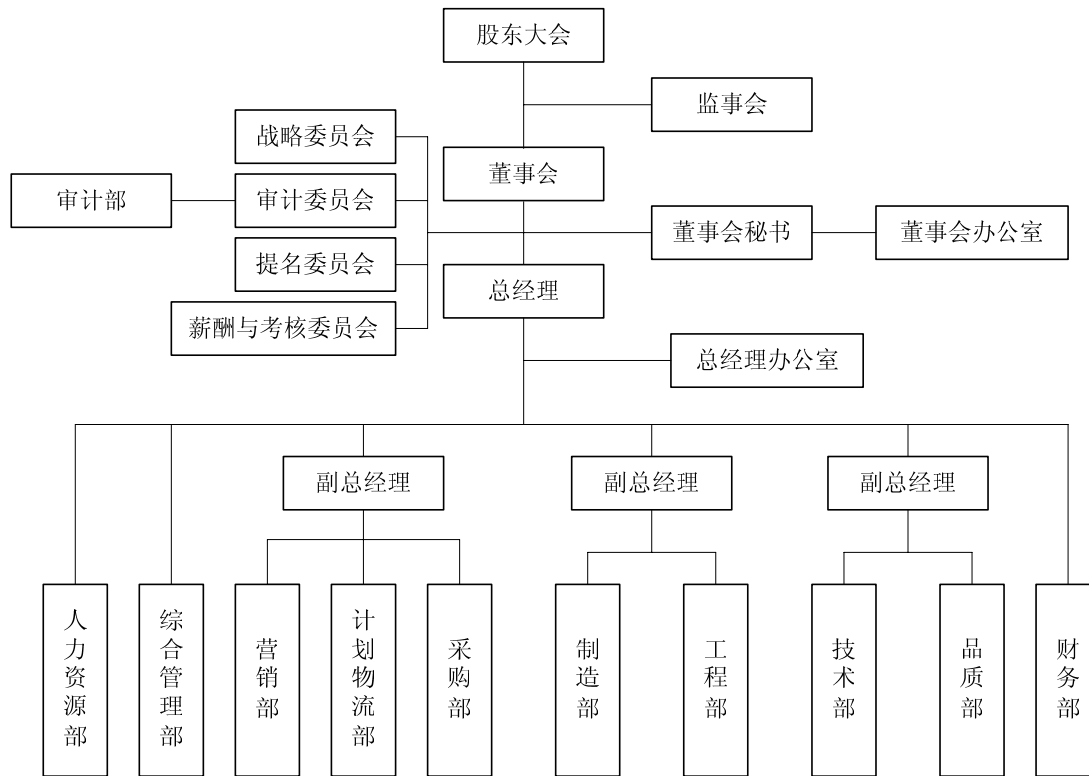 股东大会
监事会
战略委员会
董事会
审计部
审计委员会
董事会秘书
董事会办公室
提名委员会
总经理
薪酬与考核委员会
总经理办公室
副总经理
副总经理
副总经理
人力资源部
综合管理部
营销部
计划物流部
采购部
制造部
工程部
技术部
品质部
财务部